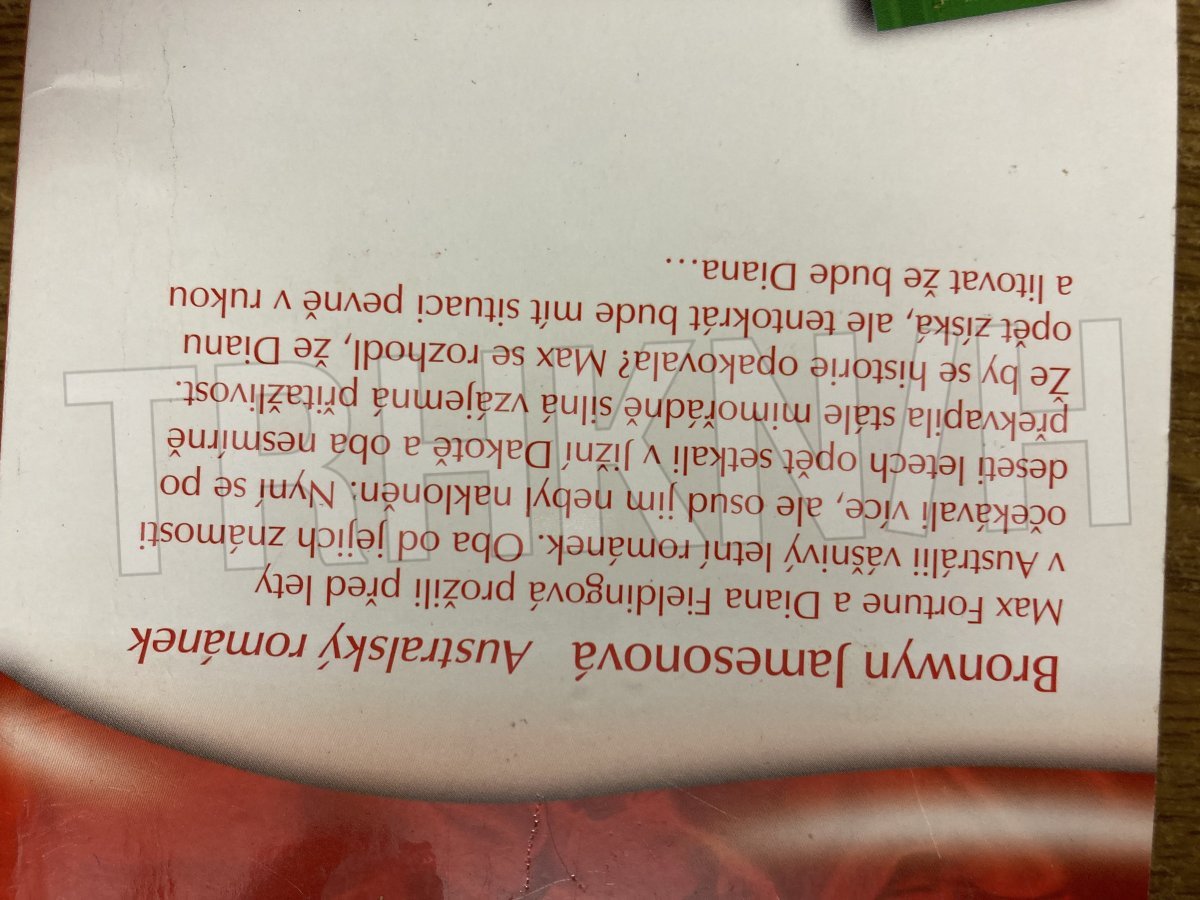 Bronwyn Jamesonová Australský románek
Max Fortune a Diana Fieldingová prožili před lety
v Austrálii vášnivý letní románek. Oba od jejich známosti
očekávali více, ale osud jim nebyl nakloněn. Nyní se po
deseti letech opět setkali v Jižní Dakotě a oba nesmírně
překvapila stále mimořádně silná vzájemná přitažlivost.
Že by se historie opakovala? Max se rozhodl, že Dianu
opět získá, ale tentokrát bude mít situaci pevně v rukou
a litovat že bude Diana…